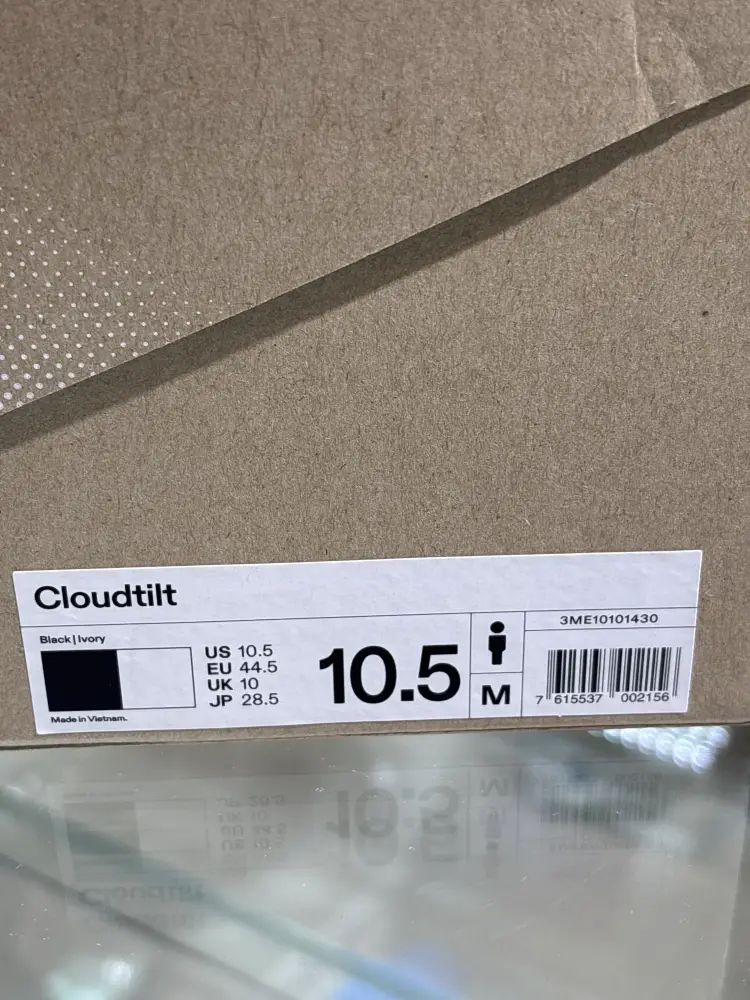 Cloudtilt
Black|Ivory
Made in Vietnam.
US 10.5
EU 44.5
UK 10
JP 28.5
10.5
M
3ME10101430
7 615537 002156